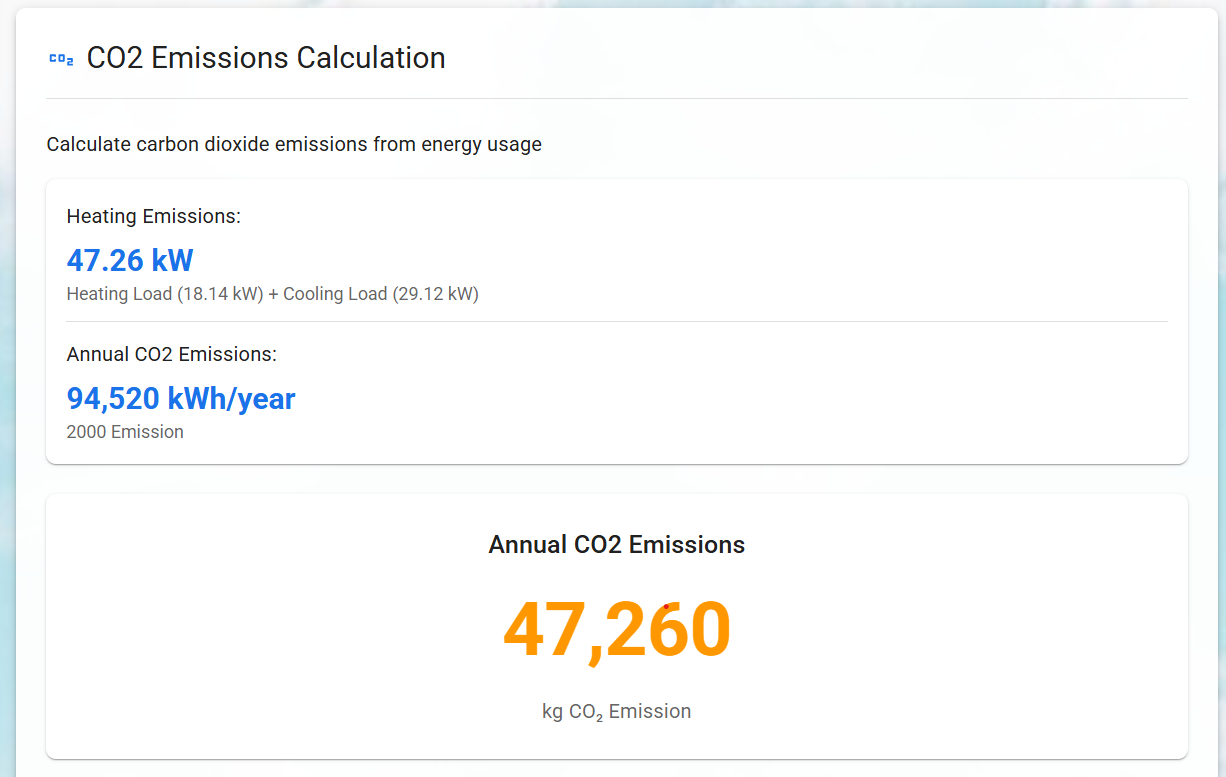 CO2 CO2 Emissions Calculation
Calculate carbon dioxide emissions from energy usage
Heating Emissions:
47.26 kW
Heating Load (18.14 kW) + Cooling Load (29.12 kW)
Annual CO2 Emissions:
94,520 kWh/year
2000 Emission
Annual CO2 Emissions
47,260
kg CO₂ Emission